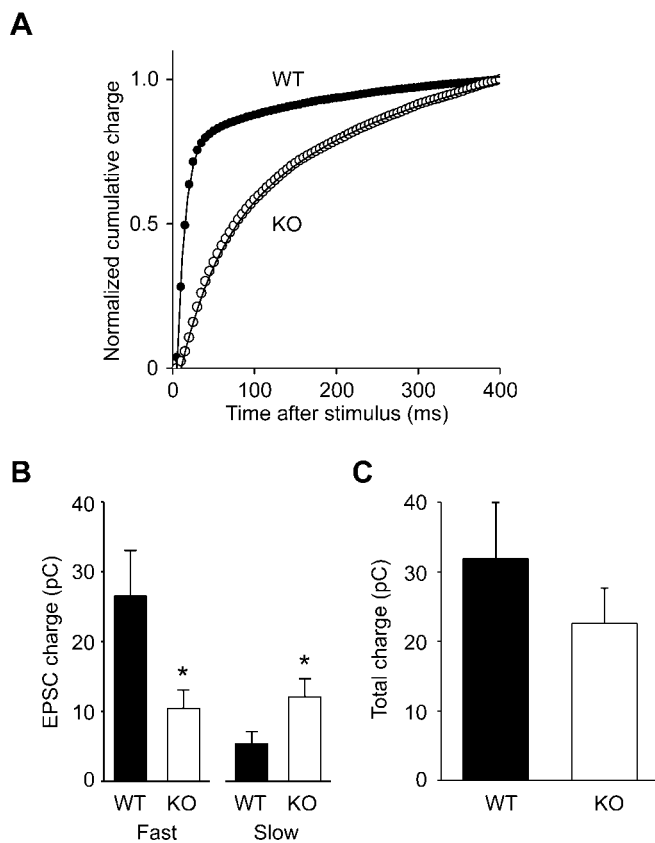 A
Normalized cumulative charge
1.0
0.5
0
WT
KO
0 100 200 300 400
Time after stimulus (ms)
B
EPSC charge (pC)
40
30
20
10
0
* *
WT KO WT KO
Fast Slow
C
Total charge (pC)
40
30
20
10
0
WT KO